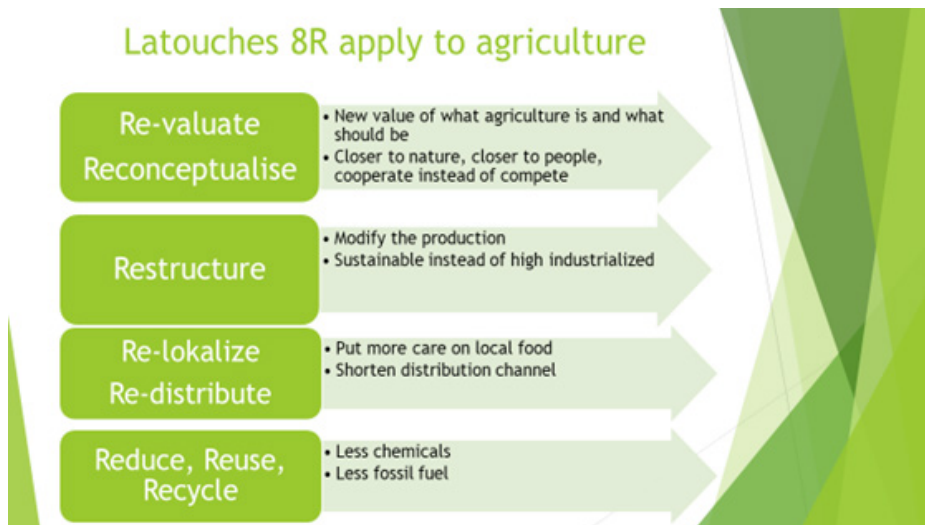 Latouches 8R apply to agriculture
Re-valuate
Reconceptualise
• New value of what agriculture is and what
should be
• Closer to nature, closer to people,
cooperate instead of compete
Restructure
• Modify the production
• Sustainable instead of high industrialized
Re-lokalize
Re-distribute
• Put more care on local food
• Shorten distribution channel
Reduce, Reuse,
Recycle
• Less chemicals
• Less fossil fuel